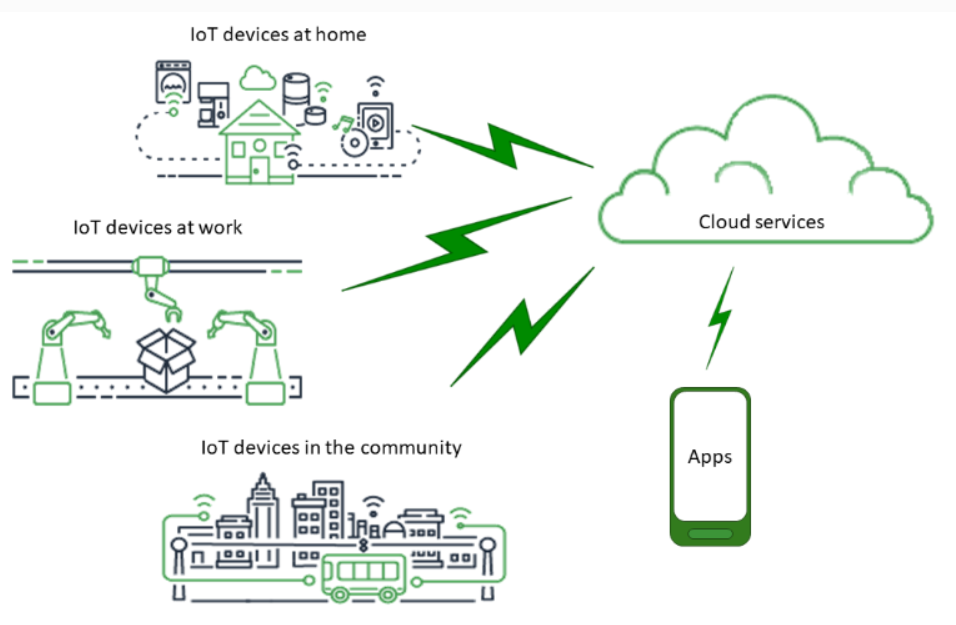 IoT devices at home
Cloud services
IoT devices at work
IoT devices in the community
Apps